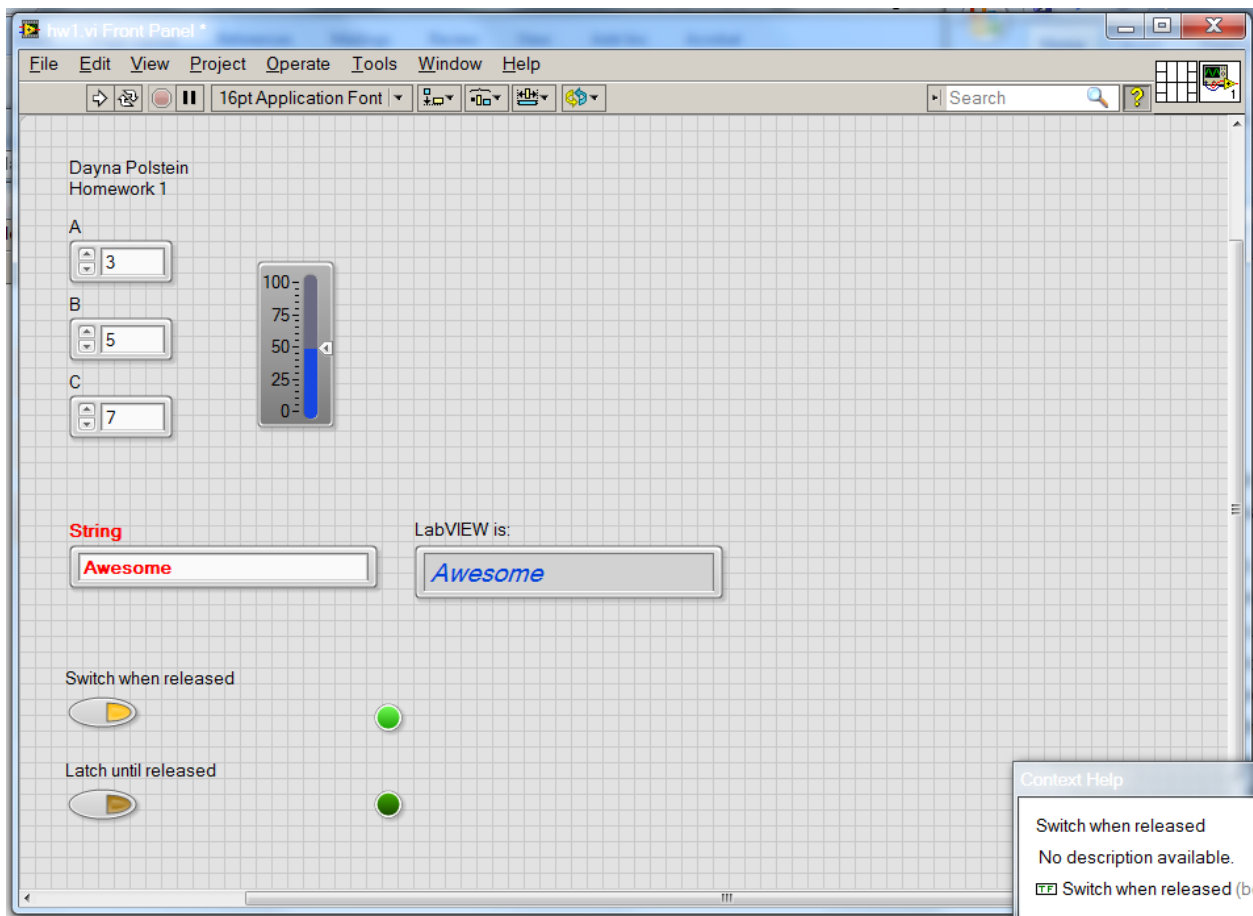 hw1.vi Front Panel *
File Edit View Project Operate Tools Window Help
16pt Application Font
Search
1
Dayna Polstein
Homework 1
A
3
B
5
C
7
100
75
50
25
0
String
Awesome
LabVIEW is:
Awesome
Switch when released
Latch until released
Context Help
Switch when released
No description available.
TF Switch when released (b